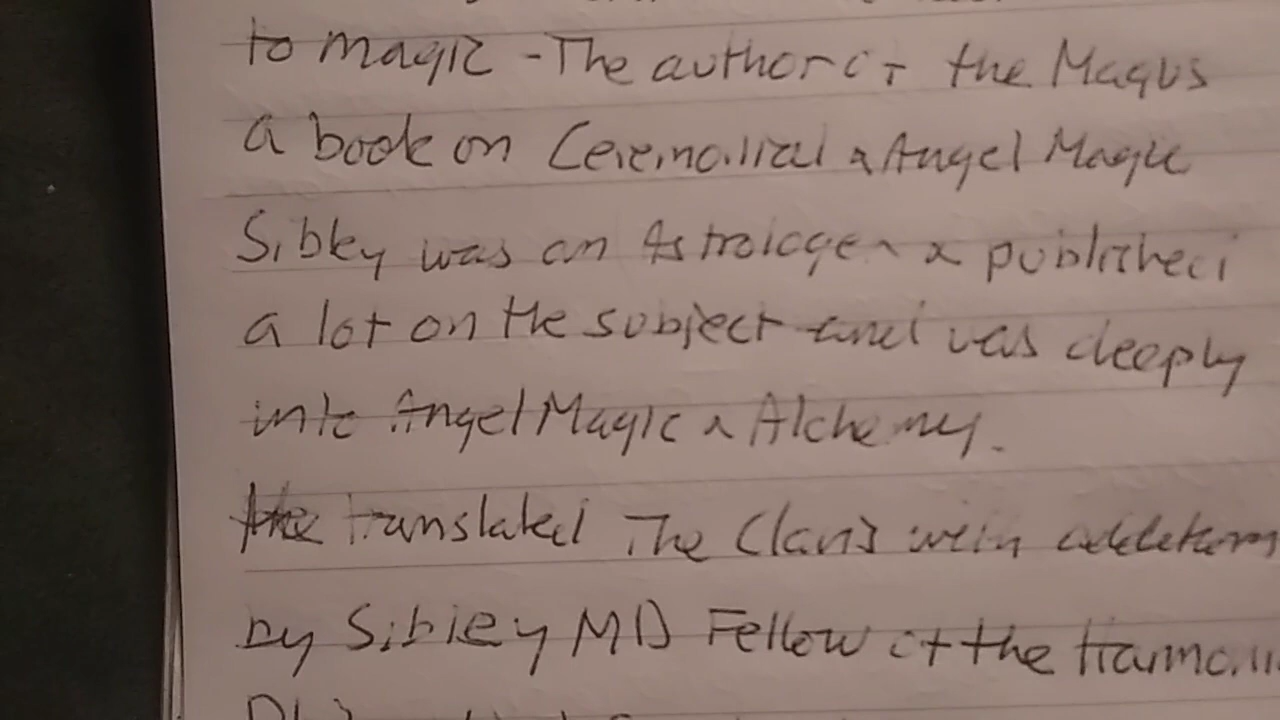 to magic - The author of the Magus
a book on Ceremonial & Angel Magic
Sibley was an Astrologer & published
a lot on the subject and was deeply
into Angel Magic & Alchemy.
translated The Clavis with additions
by Sibley MD Fellow of the